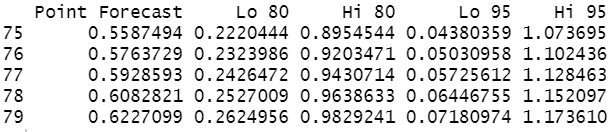 Point Forecast Lo 80 Hi 80 Lo 95 Hi 95
75 0.5587494 0.2220444 0.8954544 0.04380359 1.073695
76 0.5763729 0.2323986 0.9203471 0.05030958 1.102436
77 0.5928593 0.2426472 0.9430714 0.05725612 1.128463
78 0.6082821 0.2527009 0.9638633 0.06446755 1.152097
79 0.6227099 0.2624956 0.9829241 0.07180974 1.173610